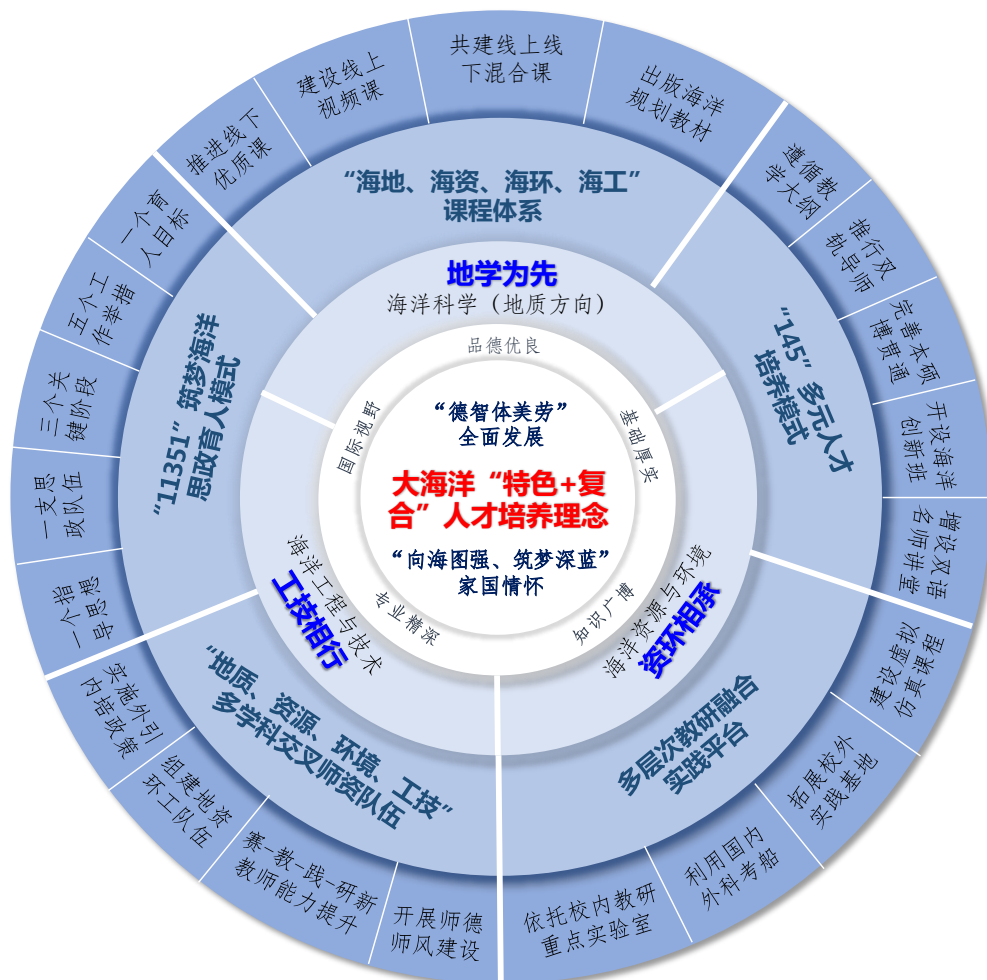 共建线上线
下混合课
出版海洋
规划教材
遵循教
学大纲
推行双
轨导师
完善本硕
博贯通
开设海洋
创新班
增设双语
名师讲堂
建设虚拟
仿真课程
拓展校外
实践基地
利用国内
外科考船
依托校内教研
重点实验室
开展师德
师风建设
赛-教-践-研新
教师能力提升
组建地资
环工队伍
实施外引
内培政策
一个指
导思想
一支思
政队伍
三个关
键阶段
五个工
作举措
一个育
人目标
推进线下
优质课
建设线上
视频课
“海地、海资、海环、海工”
课程体系
“145”多元人才
培养模式
多层次教研融合
实践平台
“地质、资源、环境、工技”
多学科交叉师资队伍
“11351”筑梦海洋
思政育人模式
地学为先
海洋科学（地质方向）
海洋资源与环境
资环相承
海洋工程与技术
工技相行
品德优良
基础厚实
知识广博
专业精深
国际视野
“德智体美劳”
全面发展
大海洋“特色+复
合”人才培养理念
“向海图强、筑梦深蓝”
家国情怀